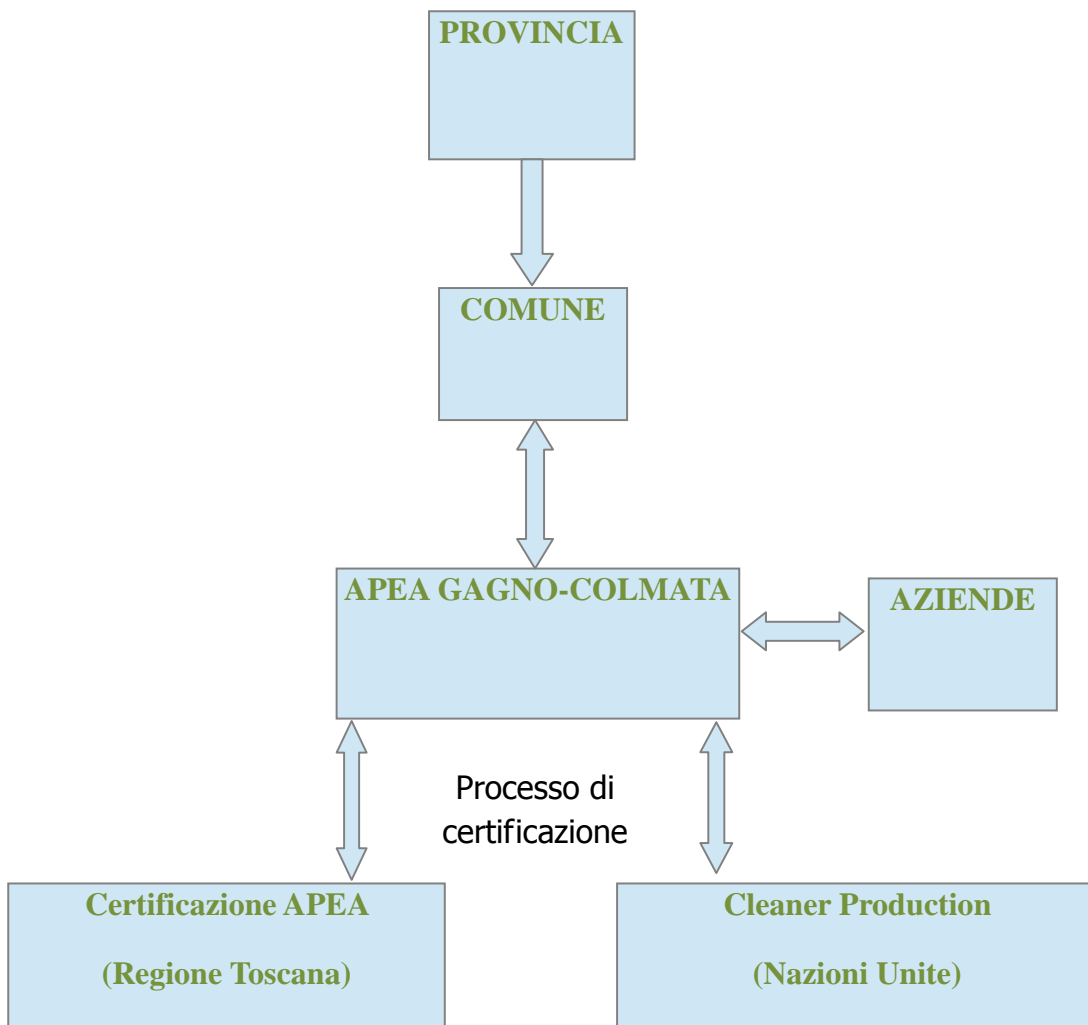 PROVINCIA
COMUNE
APEA GAGNO-COLMATA
AZIENDE
Processo di
certificazione
Certificazione APEA
(Regione Toscana)
Cleaner Production
(Nazioni Unite)